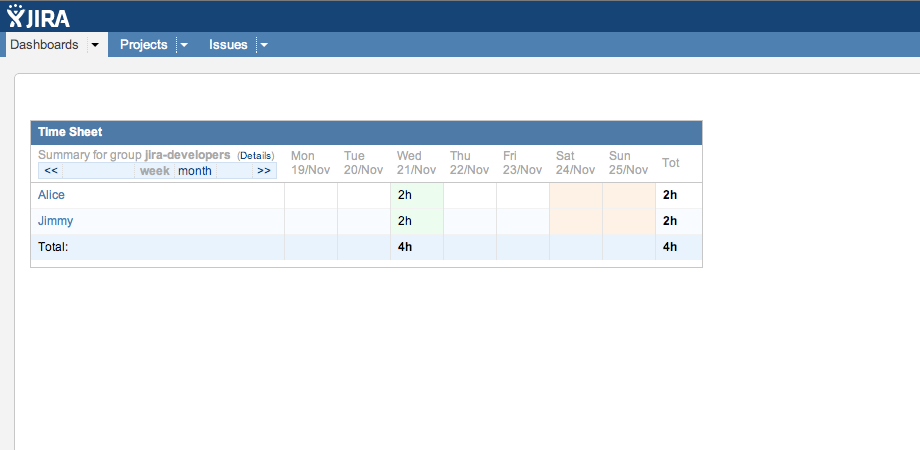 JIRA
Dashboards Projects Issues
Time Sheet
Summary for group jira-developers (Details)
<< week month >>
Mon 19/Nov Tue 20/Nov Wed 21/Nov Thu 22/Nov Fri 23/Nov Sat 24/Nov Sun 25/Nov Tot
Alice 2h 2h
Jimmy 2h 2h
Total: 4h 4h